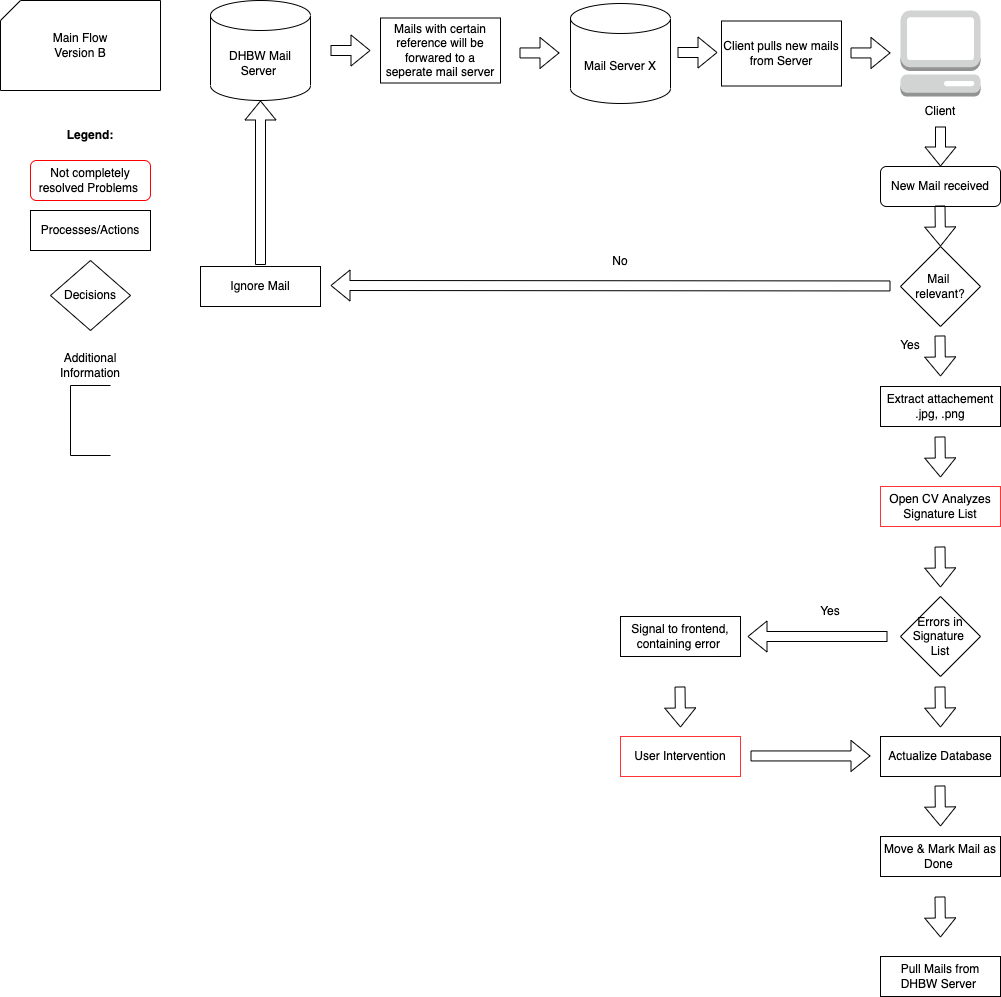 Main Flow
Version B
DHBW Mail
Server
Mails with certain
reference will be
forwared to a
seperate mail server
Mail Server X
Client pulls new mails
from Server
Client
Legend:
Not completely
resolved Problems
Processes/Actions
Decisions
Additional
Information
New Mail received
Mail
relevant?
No
Ignore Mail
Yes
Extract attachement
.jpg, .png
Open CV Analyzes
Signature List
Errors in
Signature
List
Yes
Signal to frontend,
containing error
User Intervention
Actualize Database
Move & Mark Mail as
Done
Pull Mails from
DHBW Server